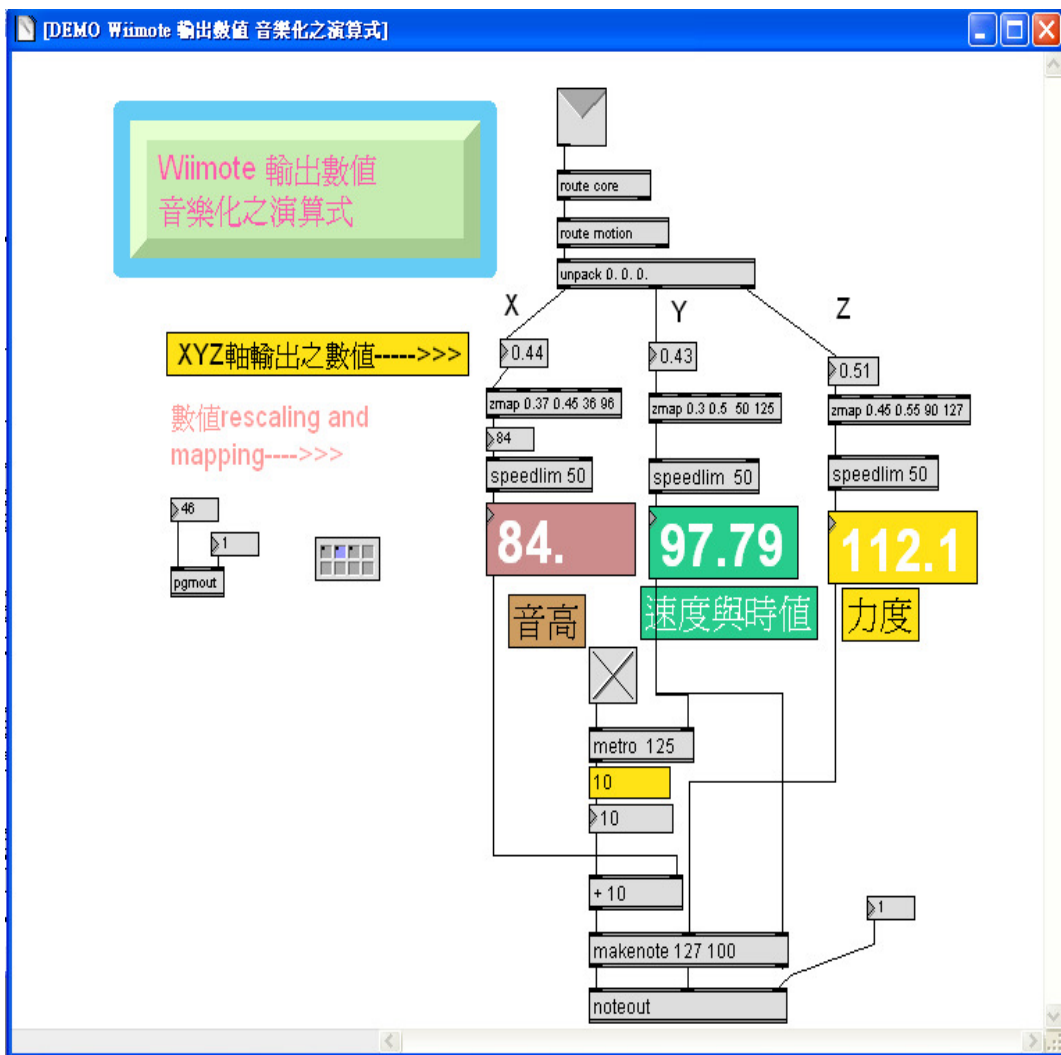 [DEMO Wiimote 輸出數值 音樂化之演算式]
Wiimote 輸出數值
音樂化之演算式
route core
route motion
unpack 0. 0. 0.
X
Y
Z
XYZ軸輸出之數值----->>>
0.44
0.43
0.51
zmap 0.37 0.45 36 96
zmap 0.3 0.5 50 125
zmap 0.45 0.55 90 127
數值rescaling and
mapping---->>>
84
speedlim 50
speedlim 50
speedlim 50
84.
97.79
112.1
46
1
pgmout
音高
速度與時值
力度
metro 125
10
10
+ 10
1
makenote 127 100
noteout